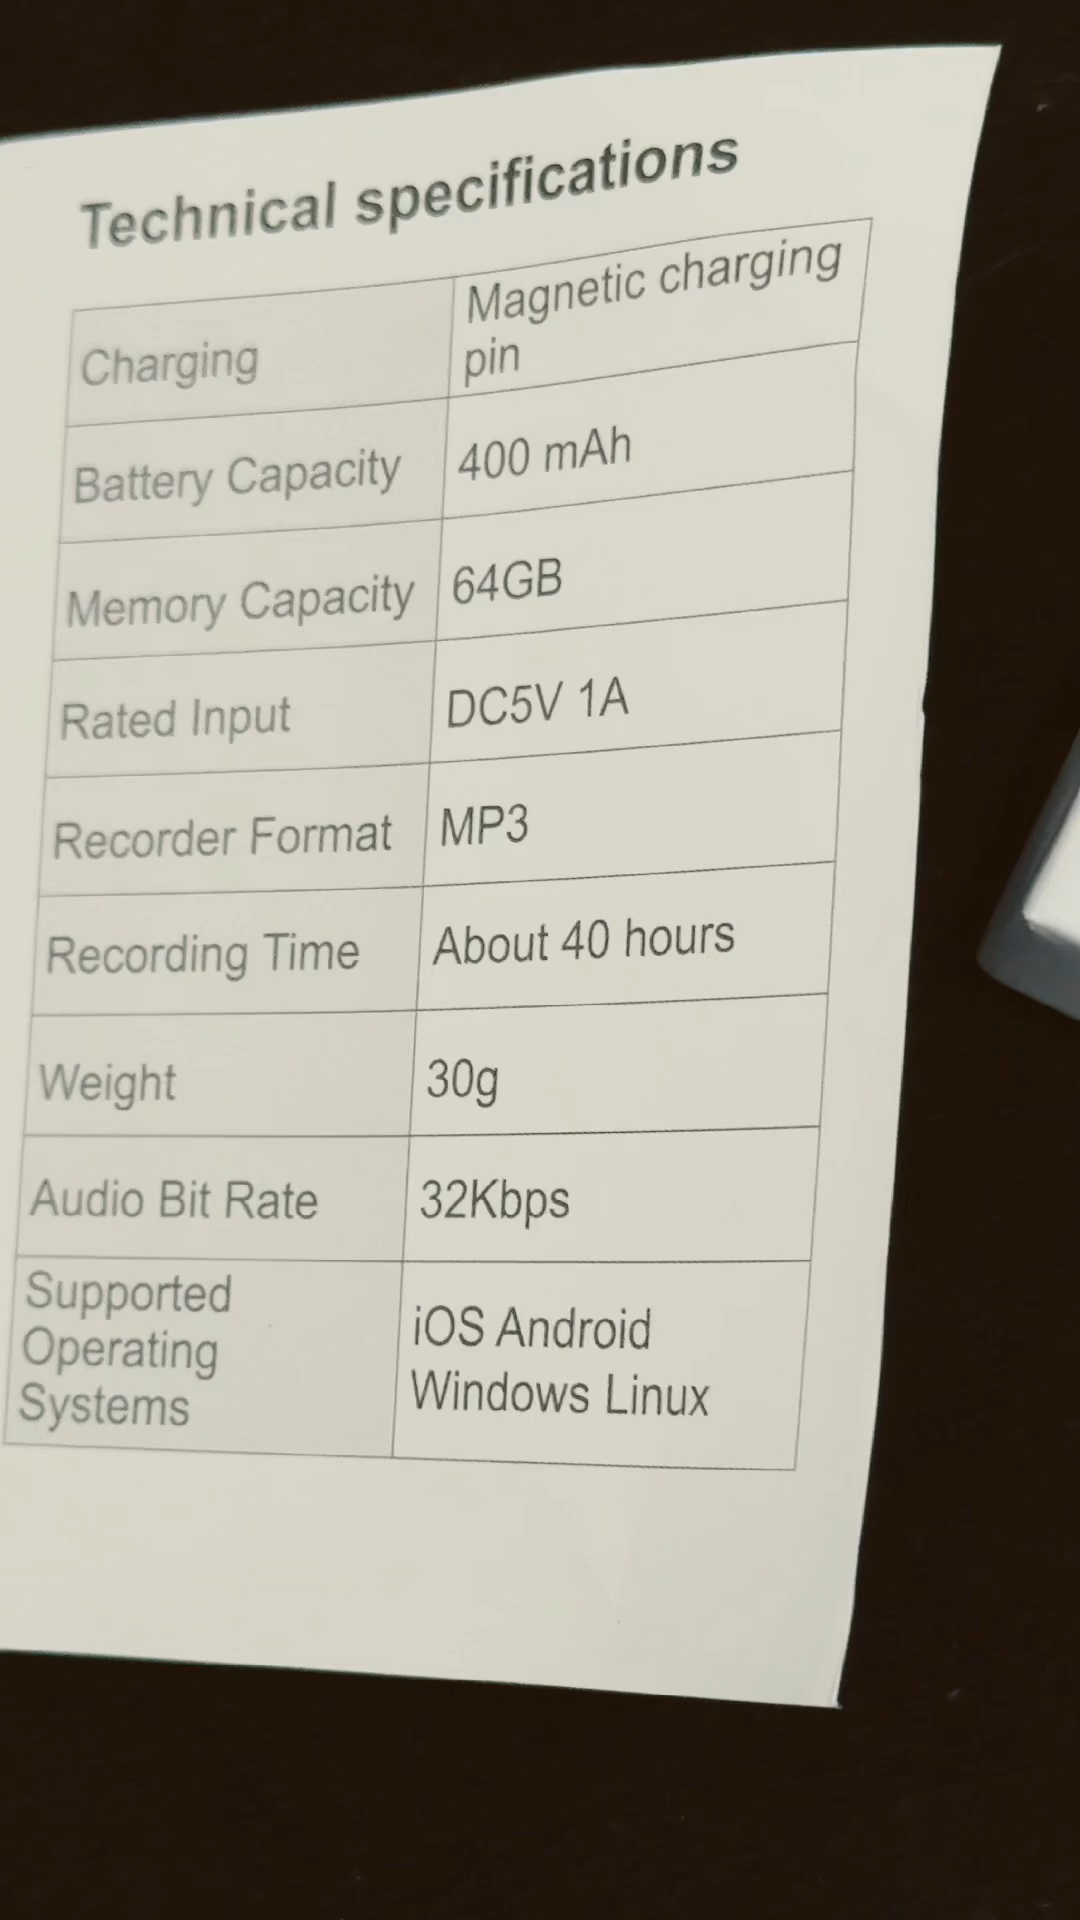 Technical specifications
Charging
Magnetic charging
pin
Battery Capacity
400 mAh
Memory Capacity
64GB
Rated Input
DC5V 1A
Recorder Format
MP3
Recording Time
About 40 hours
Weight
30g
Audio Bit Rate
32Kbps
Supported
Operating
Systems
iOS Android
Windows Linux